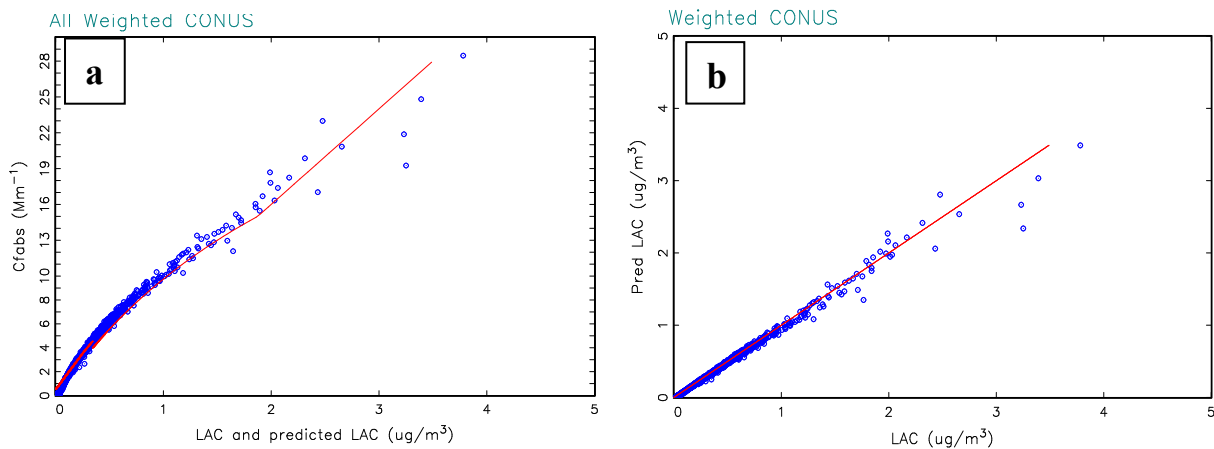 All Weighted CONUS
a
Cfabs (Mm⁻¹)
28
25
22
19
16
13
10
8
6
4
2
0
0 1 2 3 4 5
LAC and predicted LAC (ug/m³)
Weighted CONUS
b
Pred LAC (ug/m³)
5
4
3
2
1
0
0 1 2 3 4 5
LAC (ug/m³)